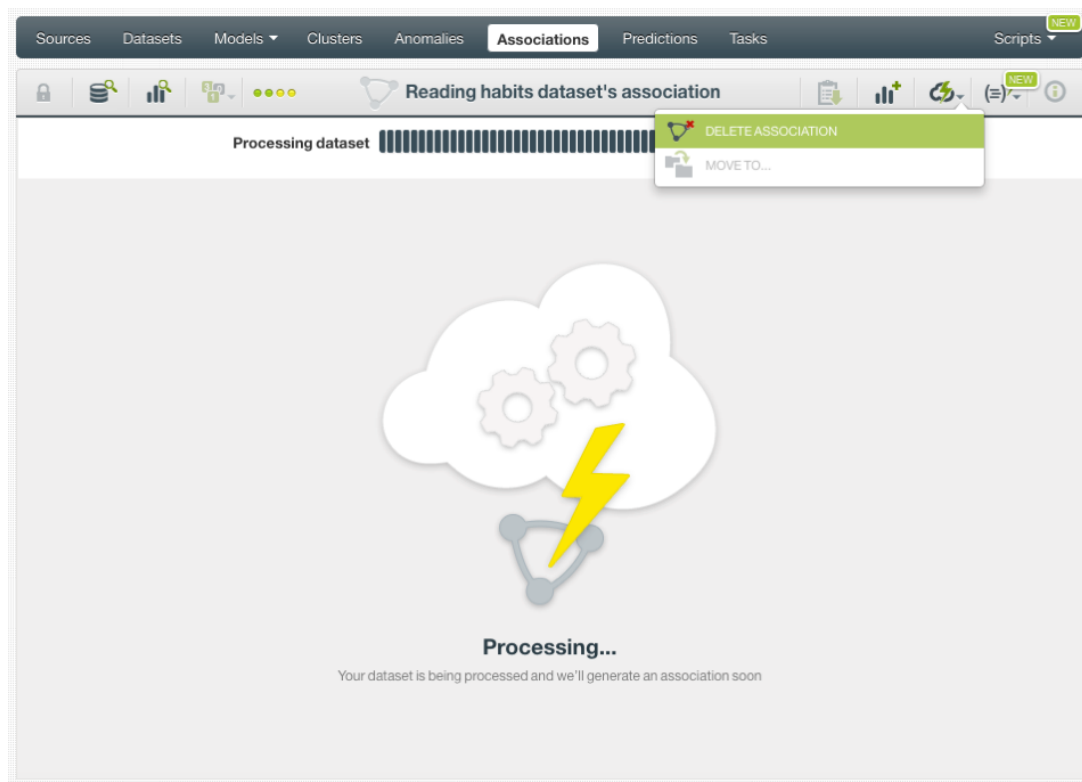 NEW
Sources Datasets Models Clusters Anomalies Associations Predictions Tasks Scripts
Reading habits dataset's association
(=) NEW
Processing dataset
DELETE ASSOCIATION
MOVE TO...
Processing...
Your dataset is being processed and we'll generate an association soon